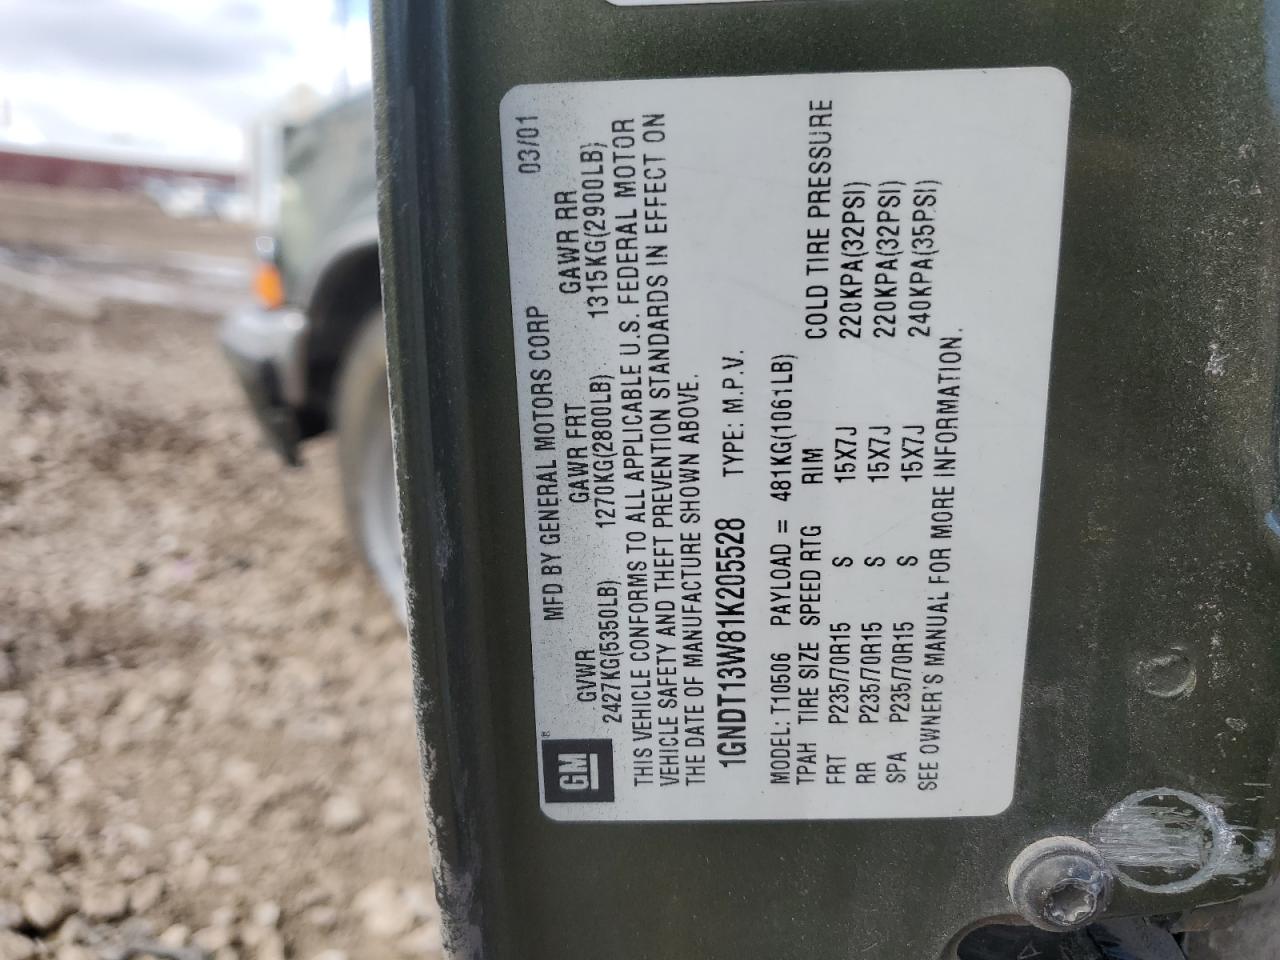 GM® MFD BY GENERAL MOTORS CORP 03/01
GVWR GAWR FRT GAWR RR
2427KG(5350LB) 1270KG(2800LB) 1315KG(2900LB)
THIS VEHICLE CONFORMS TO ALL APPLICABLE U.S. FEDERAL MOTOR
VEHICLE SAFETY AND THEFT PREVENTION STANDARDS IN EFFECT ON
THE DATE OF MANUFACTURE SHOWN ABOVE.
1GNDT13W81K205528 TYPE: M.P.V.
MODEL: T10506 PAYLOAD = 481KG(1061LB)
TPAH TIRE SIZE SPEED RTG RIM COLD TIRE PRESSURE
FRT P235/70R15 S 15X7J 220KPA(32PSI)
RR P235/70R15 S 15X7J 220KPA(32PSI)
SPA P235/70R15 S 15X7J 240KPA(35PSI)
SEE OWNER'S MANUAL FOR MORE INFORMATION.